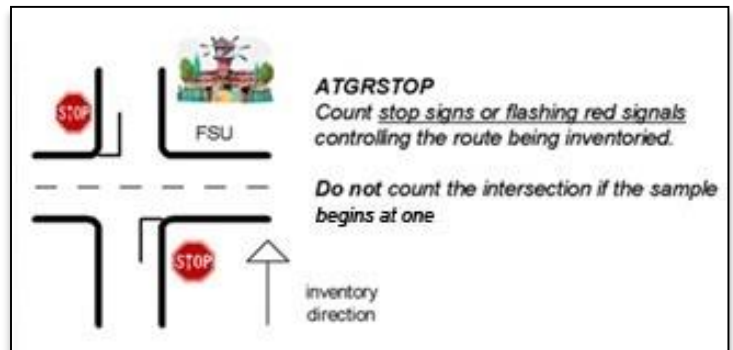 ATGRSTOP
STOP
Count stop signs or flashing red signals
FSU
controlling the route being inventoried.
Do not count the intersection if the sample
begins at one
STOP
inventory
direction